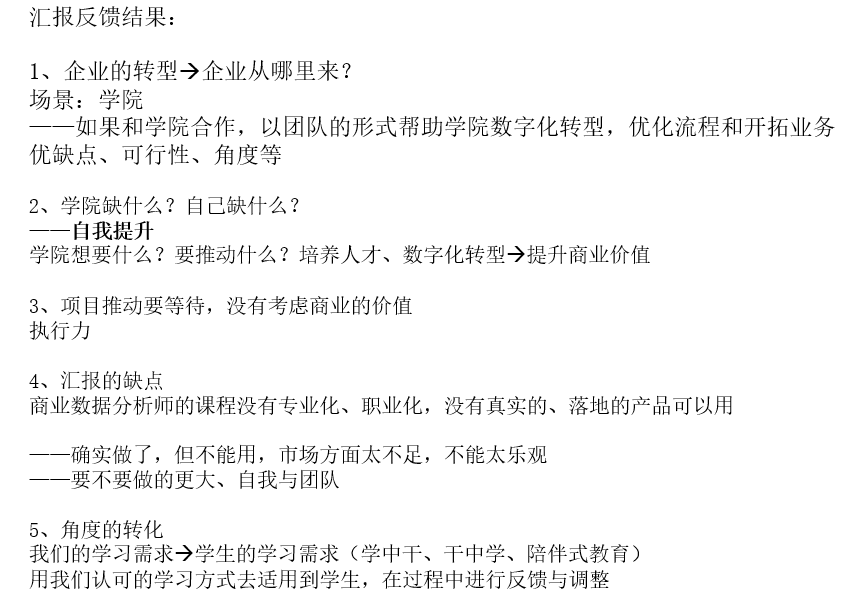 汇报反馈结果：
1、企业的转型→企业从哪里来？
场景：学院
——如果和学院合作，以团队的形式帮助学院数字化转型，优化流程和开拓业务
优缺点、可行性、角度等
2、学院缺什么？自己缺什么？
——自我提升
学院想要什么？要推动什么？培养人才、数字化转型→提升商业价值
3、项目推动要等待，没有考虑商业的价值
执行力
4、汇报的缺点
商业数据分析师的课程没有专业化、职业化，没有真实的、落地的产品可以用
——确实做了，但不能用，市场方面太不足，不能太乐观
——要不要做的更大、自我与团队
5、角度的转化
我们的学习需求→学生的学习需求（学中干、干中学、陪伴式教育）
用我们认可的学习方式去适用到学生，在过程中进行反馈与调整